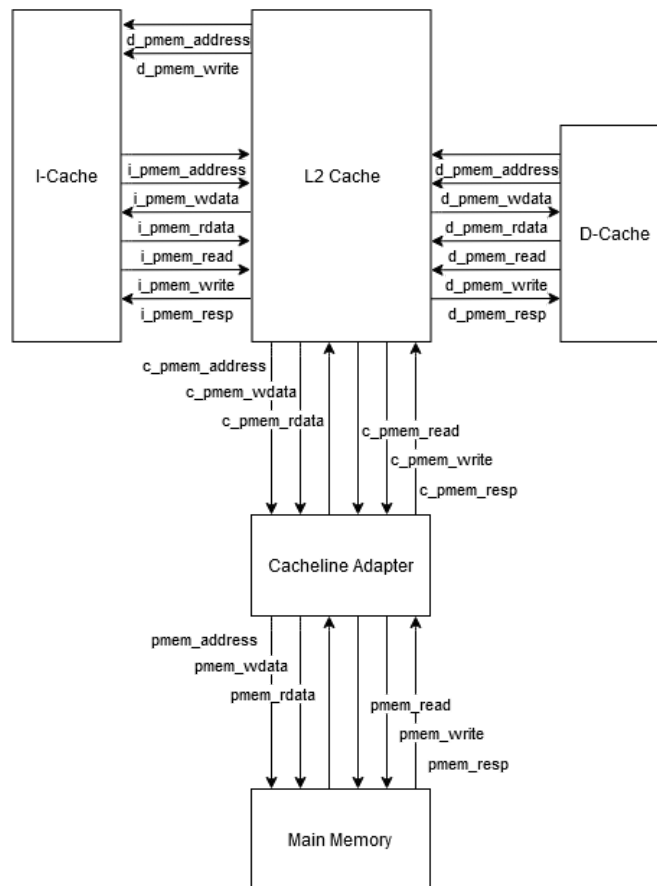 d_pmem_address
d_pmem_write
I-Cache
L2 Cache
D-Cache
i_pmem_address
i_pmem_wdata
i_pmem_rdata
i_pmem_read
i_pmem_write
i_pmem_resp
d_pmem_address
d_pmem_wdata
d_pmem_rdata
d_pmem_read
d_pmem_write
d_pmem_resp
c_pmem_address
c_pmem_wdata
c_pmem_rdata
c_pmem_read
c_pmem_write
c_pmem_resp
Cacheline Adapter
pmem_address
pmem_wdata
pmem_rdata
pmem_read
pmem_write
pmem_resp
Main Memory